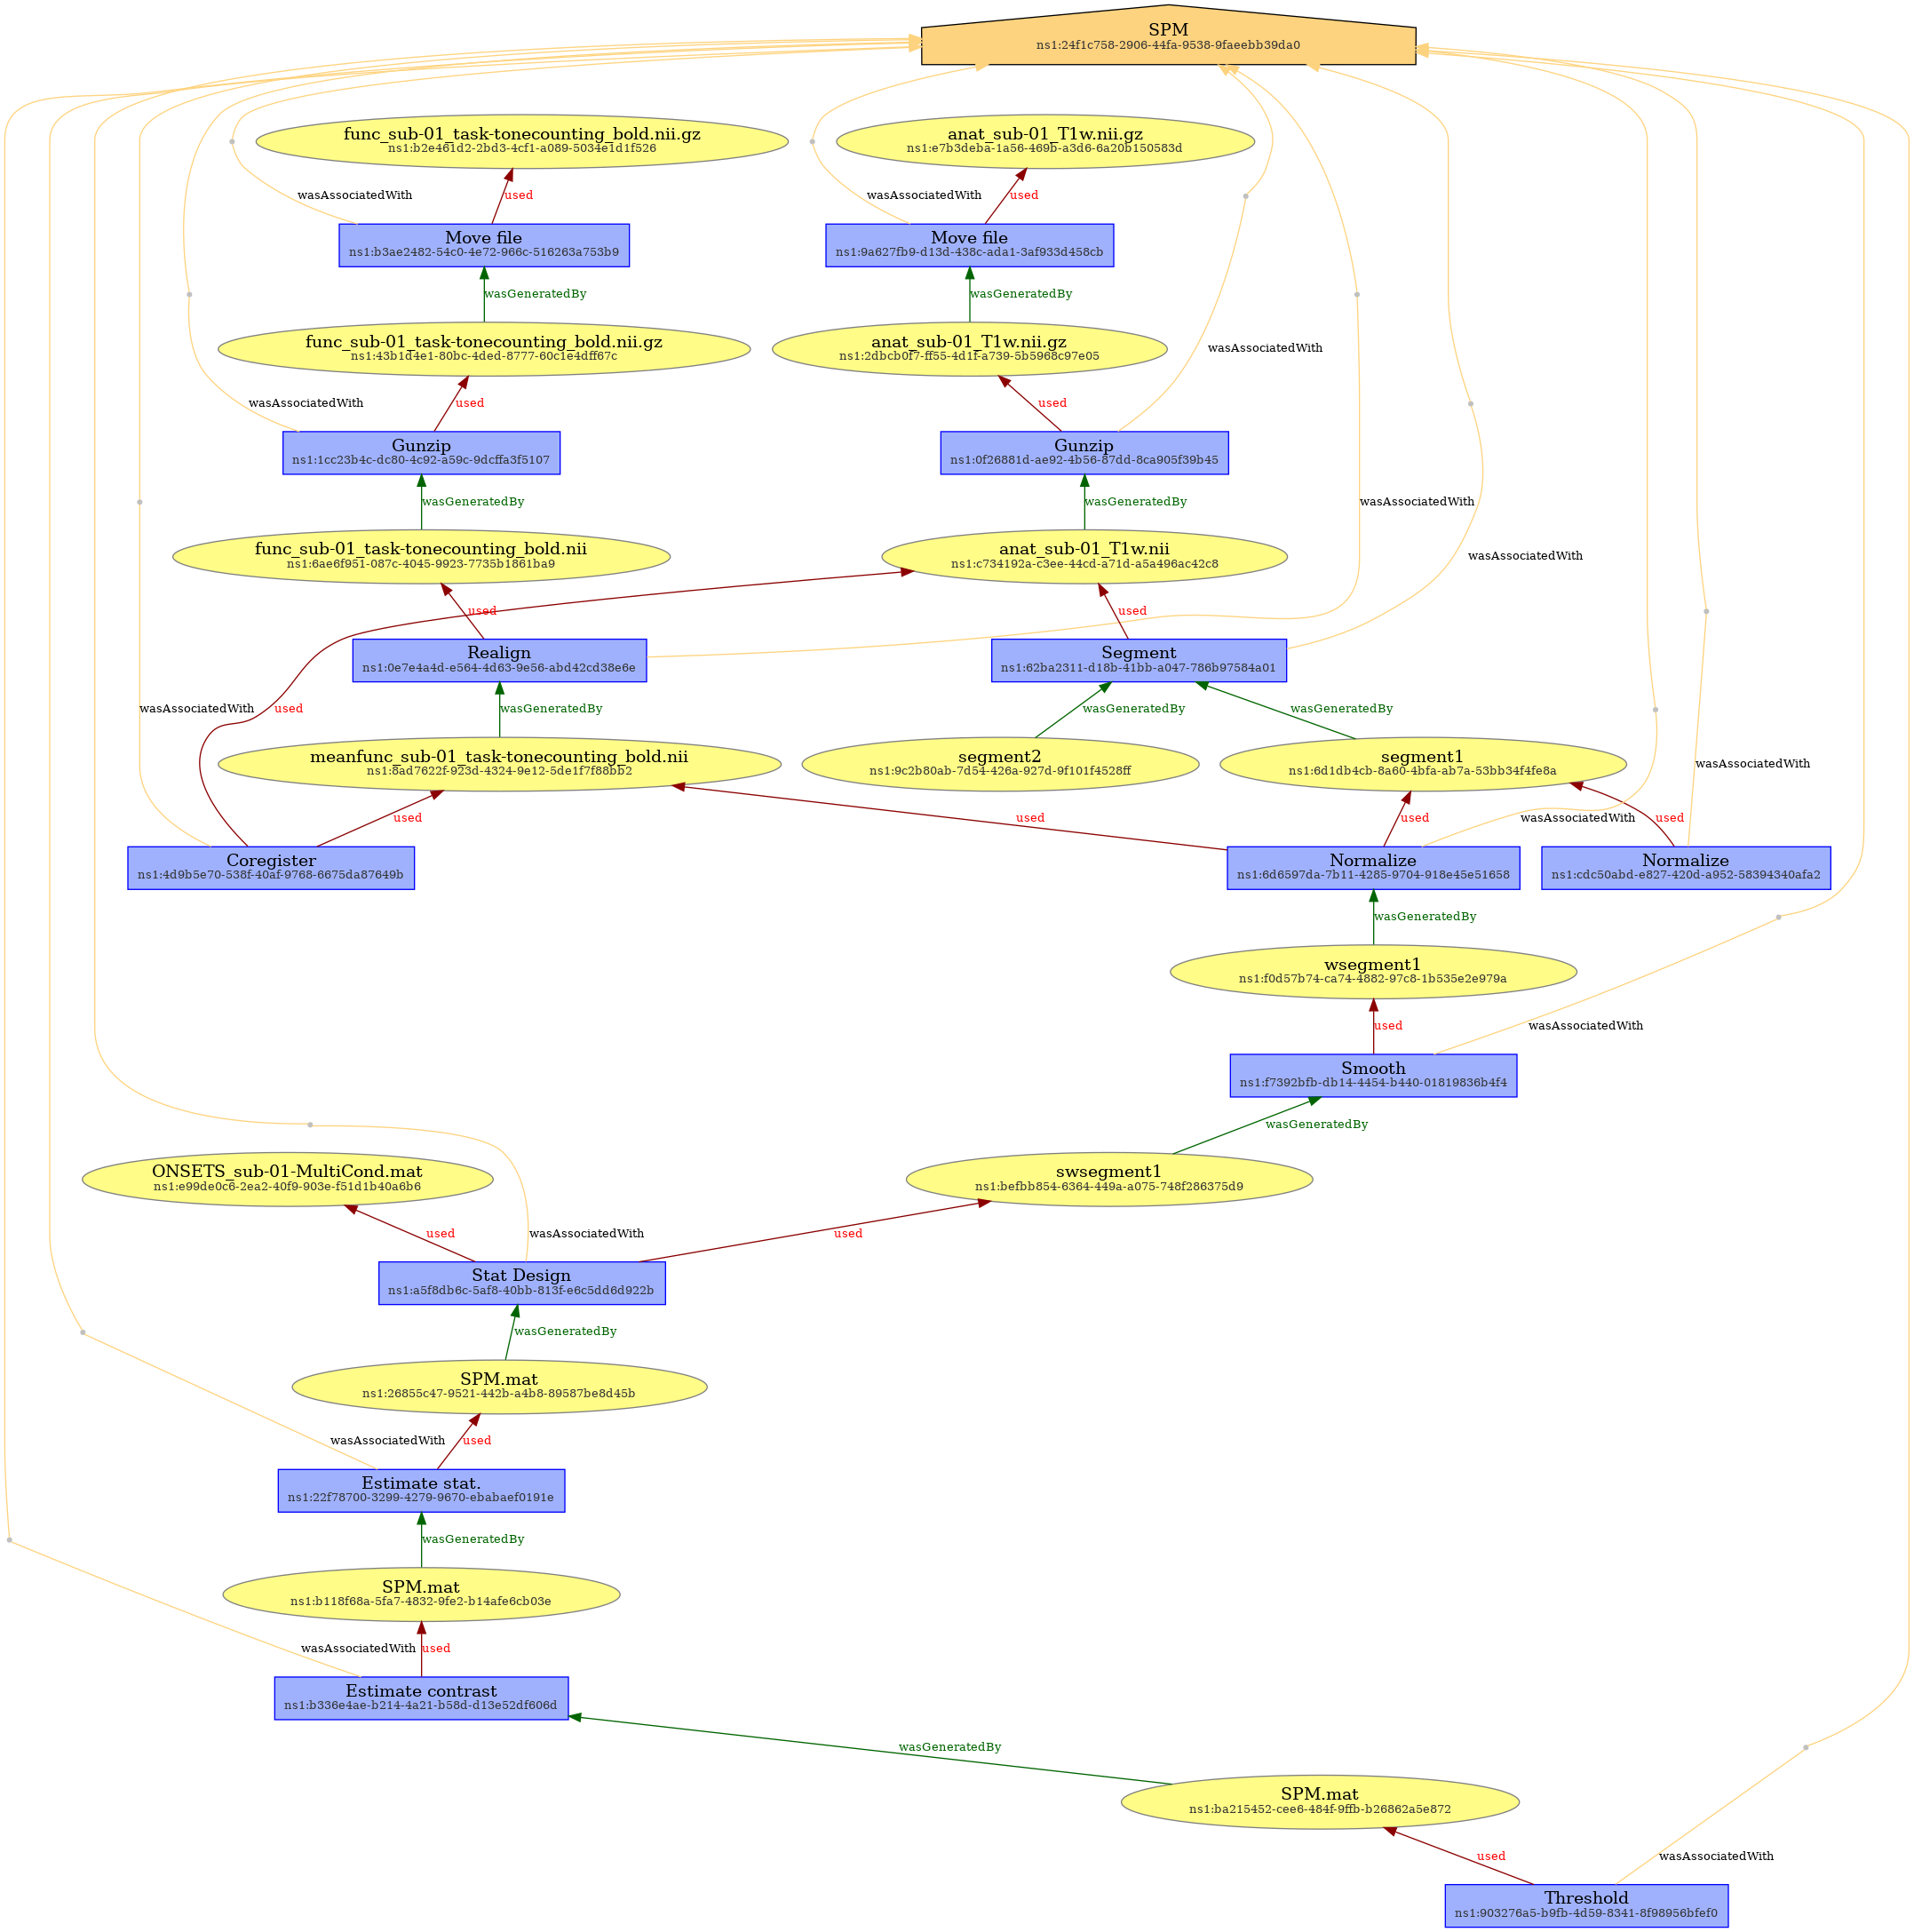 SPM
ns1:24f1c758-2906-44fa-9538-9faeebb39da0
func_sub-01_task-tonecounting_bold.nii.gz
ns1:b2e461d2-2bd3-4cf1-a089-5034e1d1f526
anat_sub-01_T1w.nii.gz
ns1:e7b3deba-1a56-469b-a3d6-6a20b150583d
wasAssociatedWith
used
wasAssociatedWith
used
Move file
ns1:b3ae2482-54c0-4e72-966c-516263a753b9
Move file
ns1:9a627fb9-d13d-438c-ada1-3af933d458cb
wasGeneratedBy
wasGeneratedBy
func_sub-01_task-tonecounting_bold.nii.gz
ns1:43b1d4e1-80bc-4ded-8777-60c1e4dff67c
anat_sub-01_T1w.nii.gz
ns1:2dbcb0f7-ff55-4d1f-a739-5b5968c97e05
wasAssociatedWith
wasAssociatedWith
used
used
Gunzip
ns1:1cc23b4c-dc80-4c92-a59c-9dcffa3f5107
Gunzip
ns1:0f26881d-ae92-4b56-87dd-8ca905f39b45
wasGeneratedBy
wasGeneratedBy
wasAssociatedWith
func_sub-01_task-tonecounting_bold.nii
ns1:6ae6f951-087c-4045-9923-7735b1861ba9
anat_sub-01_T1w.nii
ns1:c734192a-c3ee-44cd-a71d-a5a496ac42c8
wasAssociatedWith
used
used
Realign
ns1:0e7e4a4d-e564-4d63-9e56-abd42cd38e6e
Segment
ns1:62ba2311-d18b-41bb-a047-786b97584a01
wasAssociatedWith
used
wasGeneratedBy
wasGeneratedBy
wasGeneratedBy
meanfunc_sub-01_task-tonecounting_bold.nii
ns1:8ad7622f-923d-4324-9e12-5de1f7f88bb2
segment2
ns1:9c2b80ab-7d54-426a-927d-9f101f4528ff
segment1
ns1:6d1db4cb-8a60-4bfa-ab7a-53bb34f4fe8a
wasAssociatedWith
used
used
used
wasAssociatedWith
used
Coregister
ns1:4d9b5e70-538f-40af-9768-6675da87649b
Normalize
ns1:6d6597da-7b11-4285-9704-918e45e51658
Normalize
ns1:cdc50abd-e827-420d-a952-58394340afa2
wasGeneratedBy
wsegment1
ns1:f0d57b74-ca74-4882-97c8-1b535e2e979a
used
wasAssociatedWith
Smooth
ns1:f7392bfb-db14-4454-b440-01819836b4f4
wasGeneratedBy
ONSETS_sub-01-MultiCond.mat
ns1:e99de0c6-2ea2-40f9-903e-f51d1b40a6b6
swsegment1
ns1:befbb854-6364-449a-a075-748f286375d9
used
wasAssociatedWith
used
Stat Design
ns1:a5f8db6c-5af8-40bb-813f-e6c5dd6d922b
wasGeneratedBy
SPM.mat
ns1:26855c47-9521-442b-a4b8-89587be8d45b
wasAssociatedWith
used
Estimate stat.
ns1:22f78700-3299-4279-9670-ebabaef0191e
wasGeneratedBy
SPM.mat
ns1:b118f68a-5fa7-4832-9fe2-b14afe6cb03e
wasAssociatedWith
used
Estimate contrast
ns1:b336e4ae-b214-4a21-b58d-d13e52df606d
wasGeneratedBy
SPM.mat
ns1:ba215452-cee6-484f-9ffb-b26862a5e872
used
wasAssociatedWith
Threshold
ns1:903276a5-b9fb-4d59-8341-8f98956bfef0